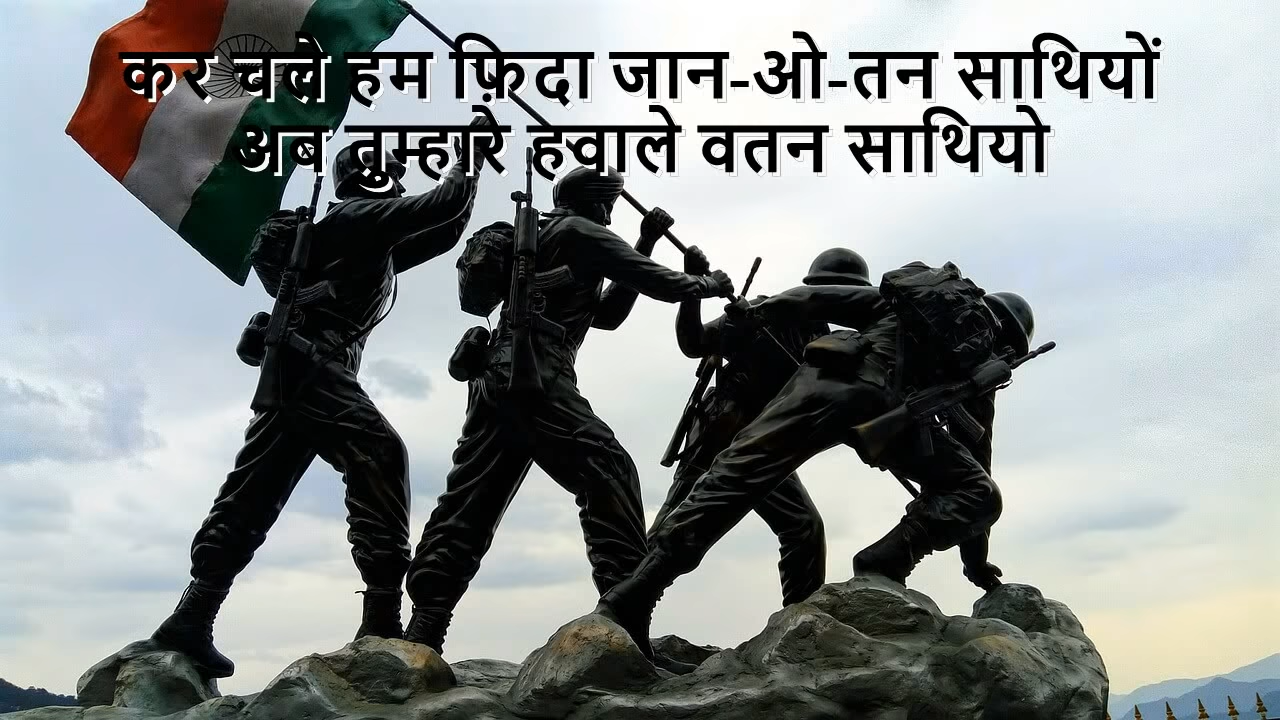 कर चले हम फ़िदा जान-ओ-तन साथियों
अब तुम्हारे हवाले वतन साथियो